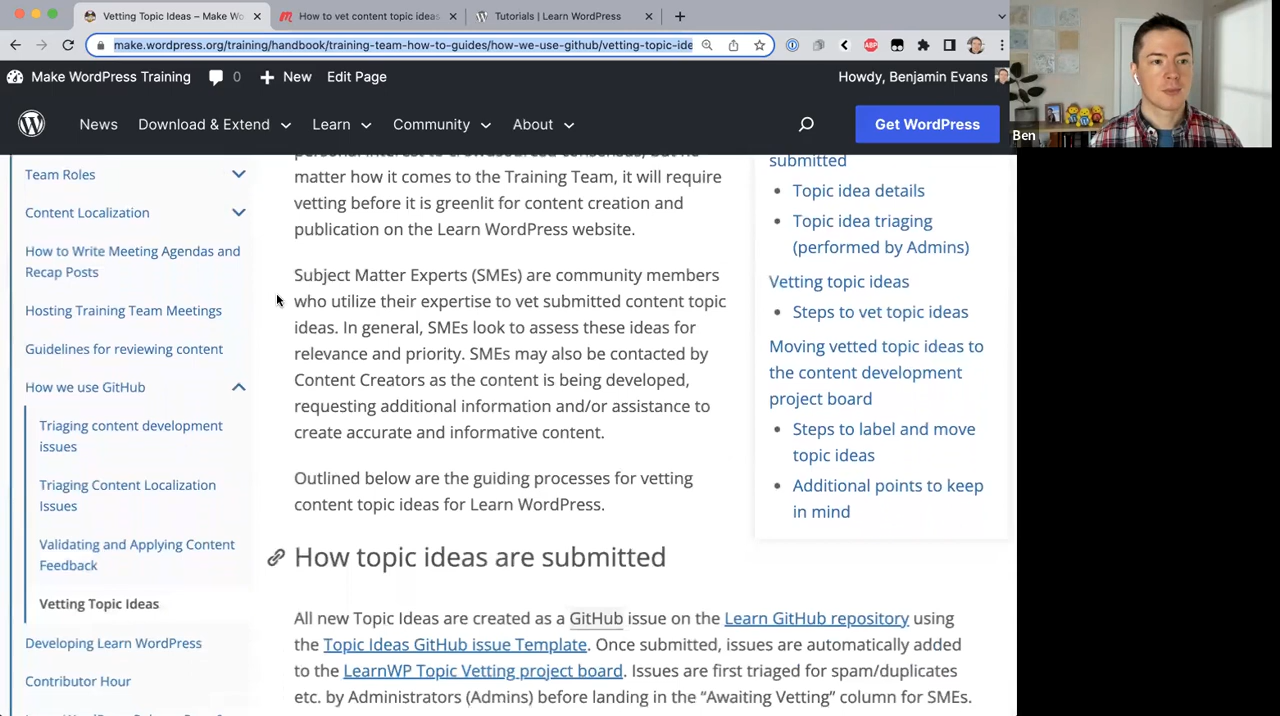 Vetting Topic Ideas – Make Wo
How to vet content topic ideas
Tutorials | Learn WordPress
make.wordpress.org/training/handbook/training-team-how-to-guides/how-we-use-github/vetting-topic-ide
ABP
Make WordPress Training
0
New
Edit Page
Howdy, Benjamin Evans
News
Download & Extend
Learn
Community
About
Get WordPress
Ben
Team Roles
Content Localization
How to Write Meeting Agendas and
Recap Posts
Hosting Training Team Meetings
Guidelines for reviewing content
How we use GitHub
Triaging content development
issues
Triaging Content Localization
Issues
Validating and Applying Content
Feedback
Vetting Topic Ideas
Developing Learn WordPress
Contributor Hour
personal interest to crowdsourced consensus, but no
matter how it comes to the Training Team, it will require
vetting before it is greenlit for content creation and
publication on the Learn WordPress website.
Subject Matter Experts (SMEs) are community members
who utilize their expertise to vet submitted content topic
ideas. In general, SMEs look to assess these ideas for
relevance and priority. SMEs may also be contacted by
Content Creators as the content is being developed,
requesting additional information and/or assistance to
create accurate and informative content.
Outlined below are the guiding processes for vetting
content topic ideas for Learn WordPress.
How topic ideas are submitted
All new Topic Ideas are created as a GitHub issue on the Learn GitHub repository using
the Topic Ideas GitHub issue Template. Once submitted, issues are automatically added
to the LearnWP Topic Vetting project board. Issues are first triaged for spam/duplicates
etc. by Administrators (Admins) before landing in the “Awaiting Vetting” column for SMEs.
submitted
Topic idea details
Topic idea triaging
(performed by Admins)
Vetting topic ideas
Steps to vet topic ideas
Moving vetted topic ideas to
the content development
project board
Steps to label and move
topic ideas
Additional points to keep
in mind